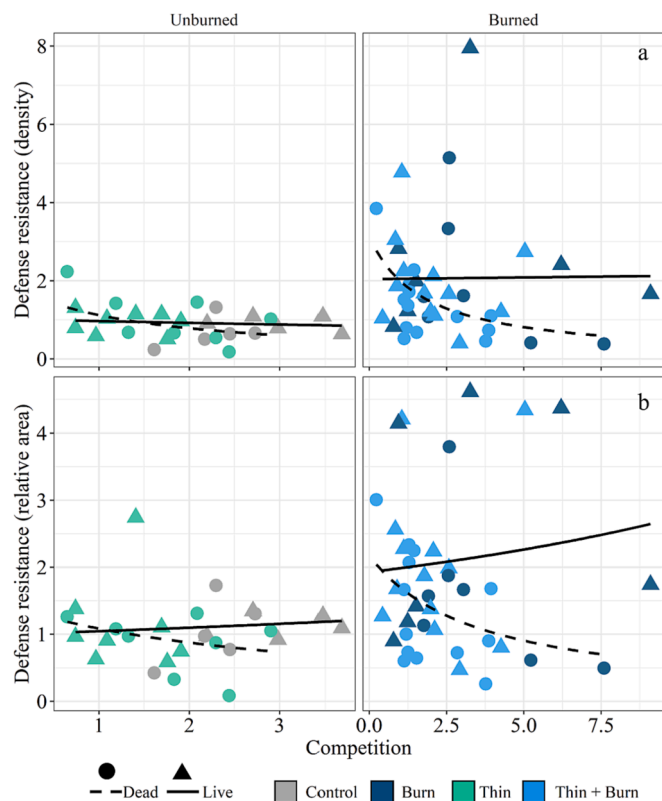 Unburned Burned
Defense resistance (density)
8
6
4
2
0
a
Defense resistance (relative area)
4
3
2
1
0
b
1 2 3 0.0 2.5 5.0 7.5
Competition
Dead Live Control Burn Thin Thin + Burn